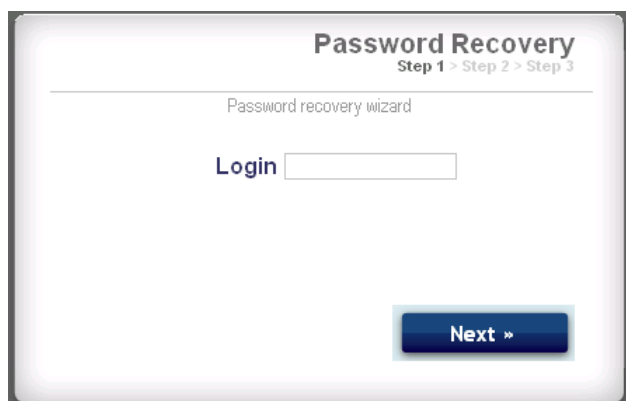 Password Recovery
Step 1 > Step 2 > Step 3
Password recovery wizard
Login
Next »